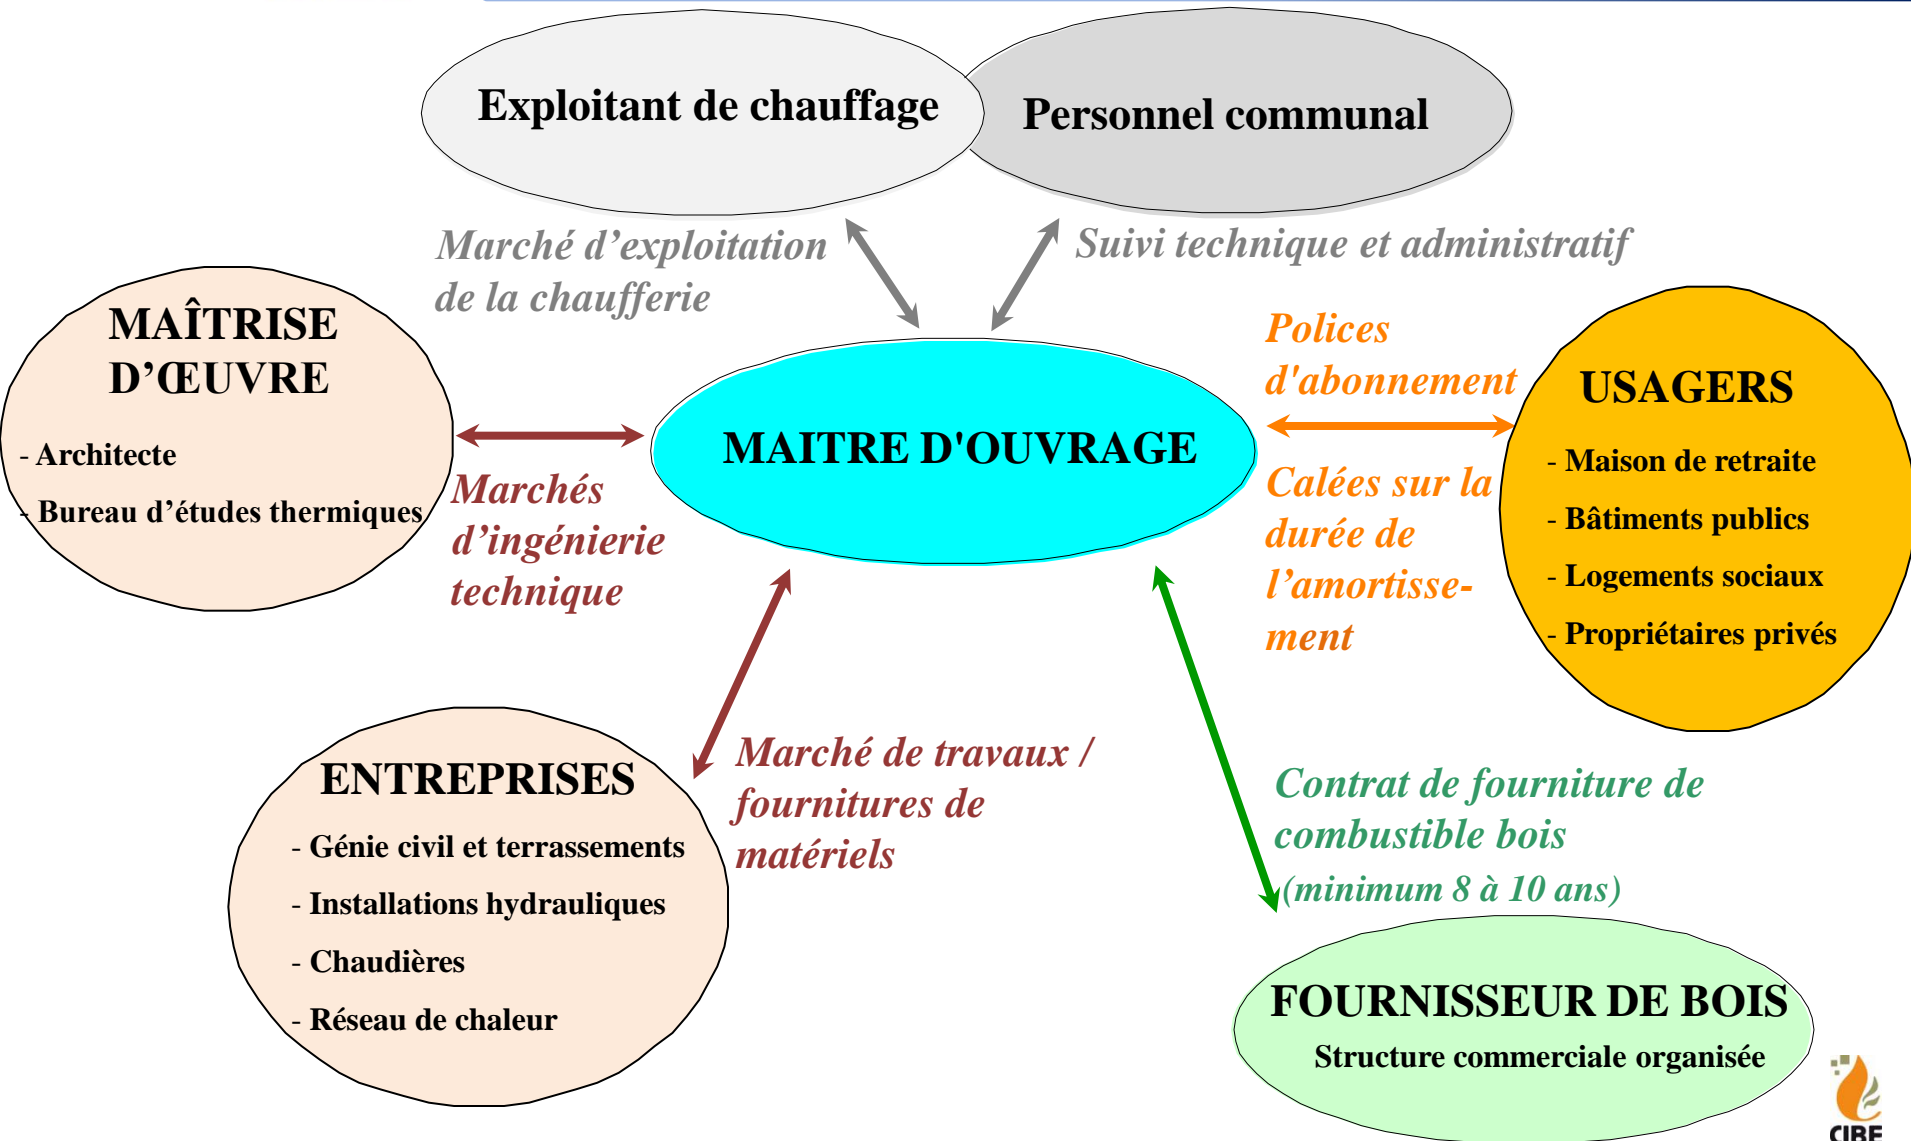 Exploitant de chauffage
Personnel communal
Marché d’exploitation
de la chaufferie
Suivi technique et administratif
MAÎTRISE
D’ŒUVRE
- Architecte
- Bureau d’études thermiques
Marchés
d’ingénierie
technique
MAITRE D'OUVRAGE
Polices
d'abonnement
Calées sur la
durée de
l’amortisse-
ment
USAGERS
- Maison de retraite
- Bâtiments publics
- Logements sociaux
- Propriétaires privés
ENTREPRISES
- Génie civil et terrassements
- Installations hydrauliques
- Chaudières
- Réseau de chaleur
Marché de travaux /
fournitures de
matériels
Contrat de fourniture de
combustible bois
(minimum 8 à 10 ans)
FOURNISSEUR DE BOIS
Structure commerciale organisée
CIBE